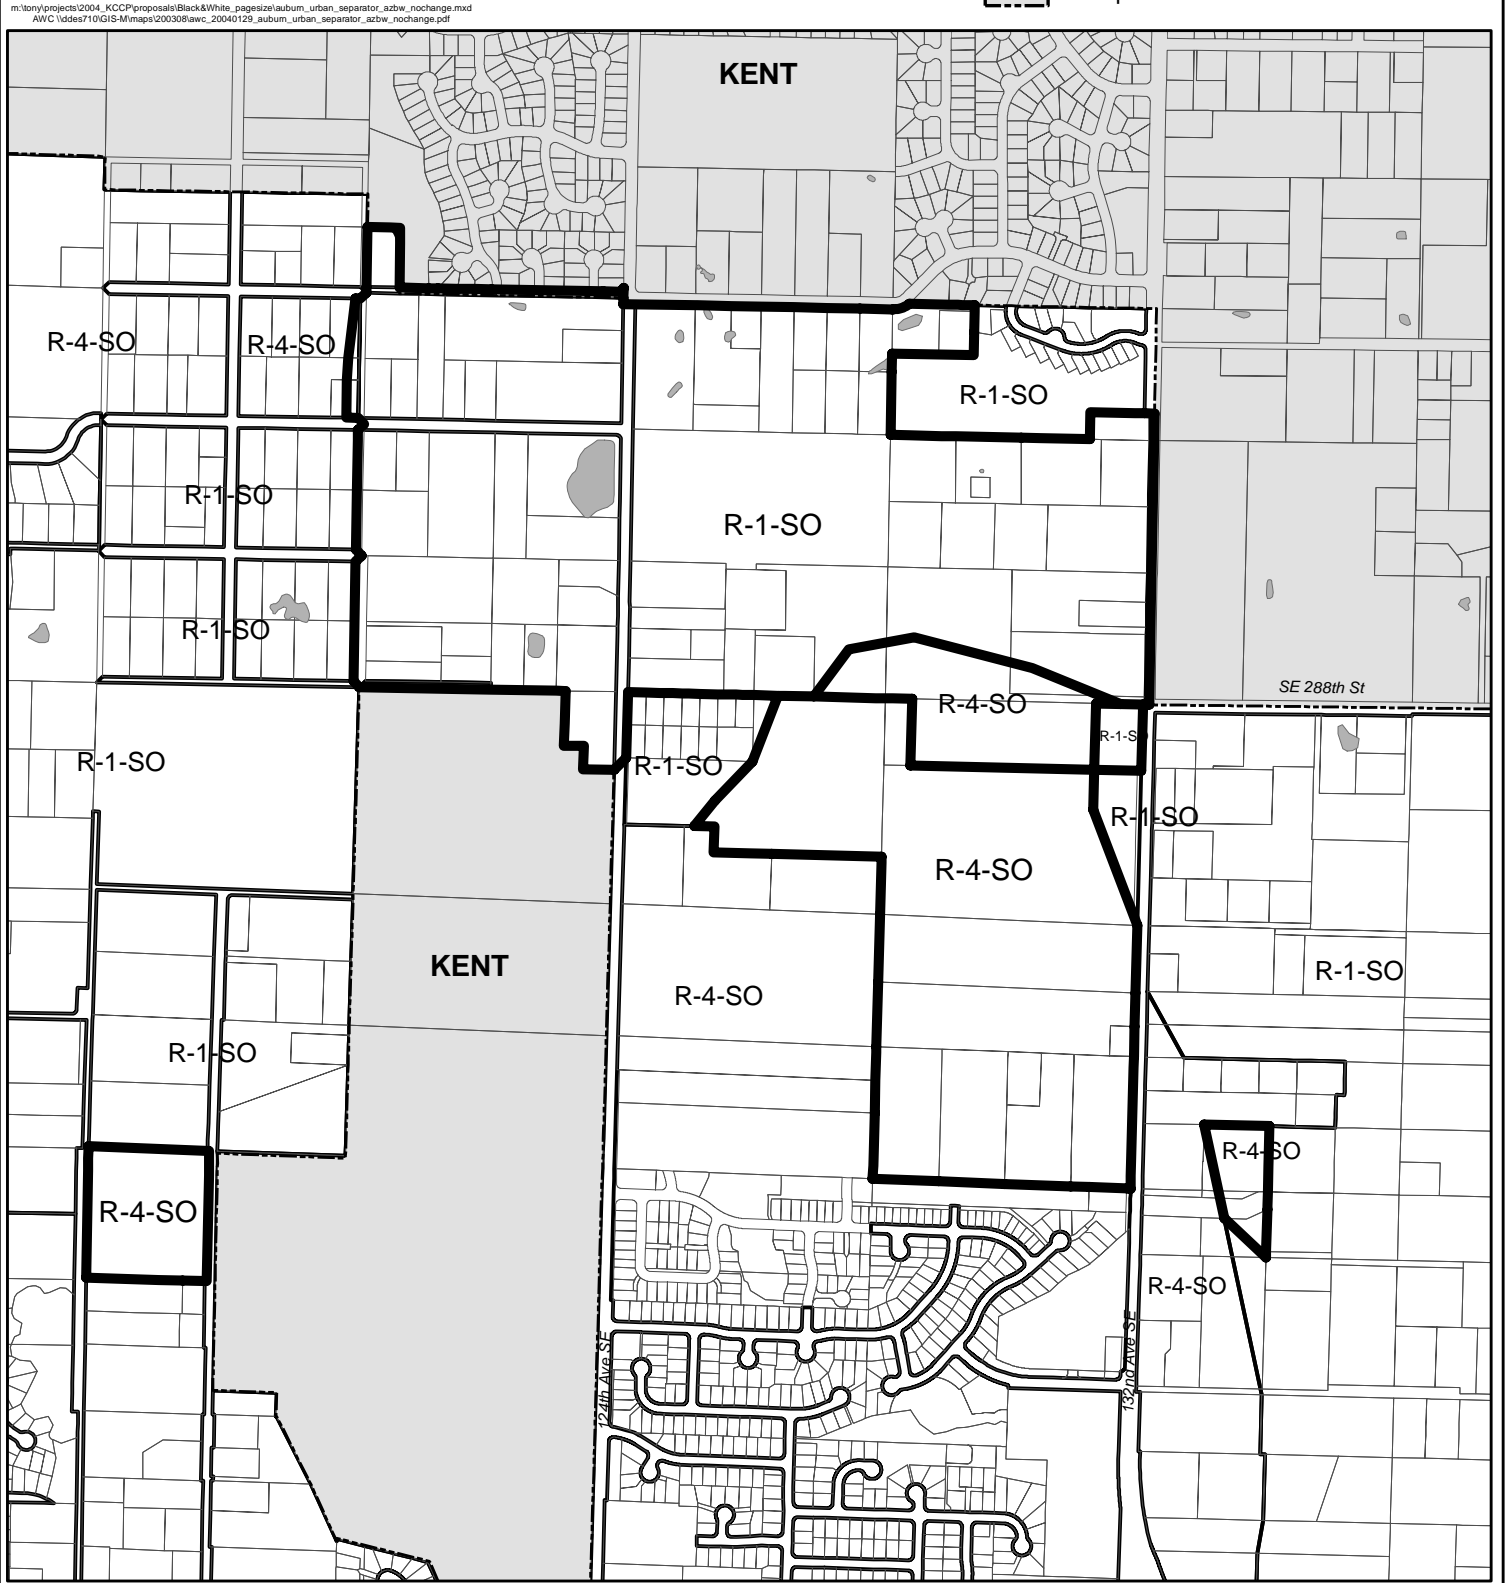 m:\tony\projects\2004_KCCP\proposals\Black&White_pagesize\auburn_urban_separator_azbw_nochange.mxd
AWC \\ddes710\GIS-M\maps\200308\awc_20040129_auburn_urban_separator_azbw_nochange.pdf
KENT
R-4-SO
R-4-SO
R-1-SO
R-1-SO
R-1-SO
R-1-SO
SE 288th St
R-4-SO
R-1-SO
R-1-SO
R-1-SO
R-1-SO
R-4-SO
KENT
R-1-SO
R-4-SO
R-1-SO
R-4-SO
R-4-SO
R-4-SO
124th Ave SE
132nd Ave SE